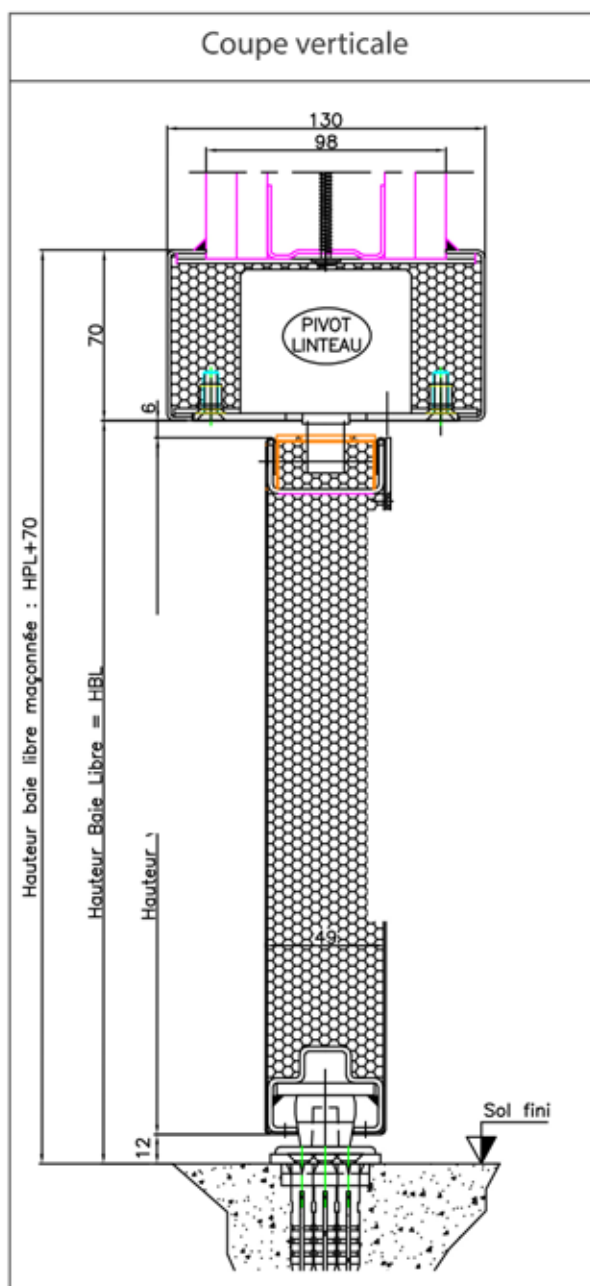 Coupe verticale
130
98
70
PIVOT
LINTEAU
6
Hauteur baie libre maçonnée : HPL+70
Hauteur Baie Libre = HBL
Hauteur
49
12
Sol fini